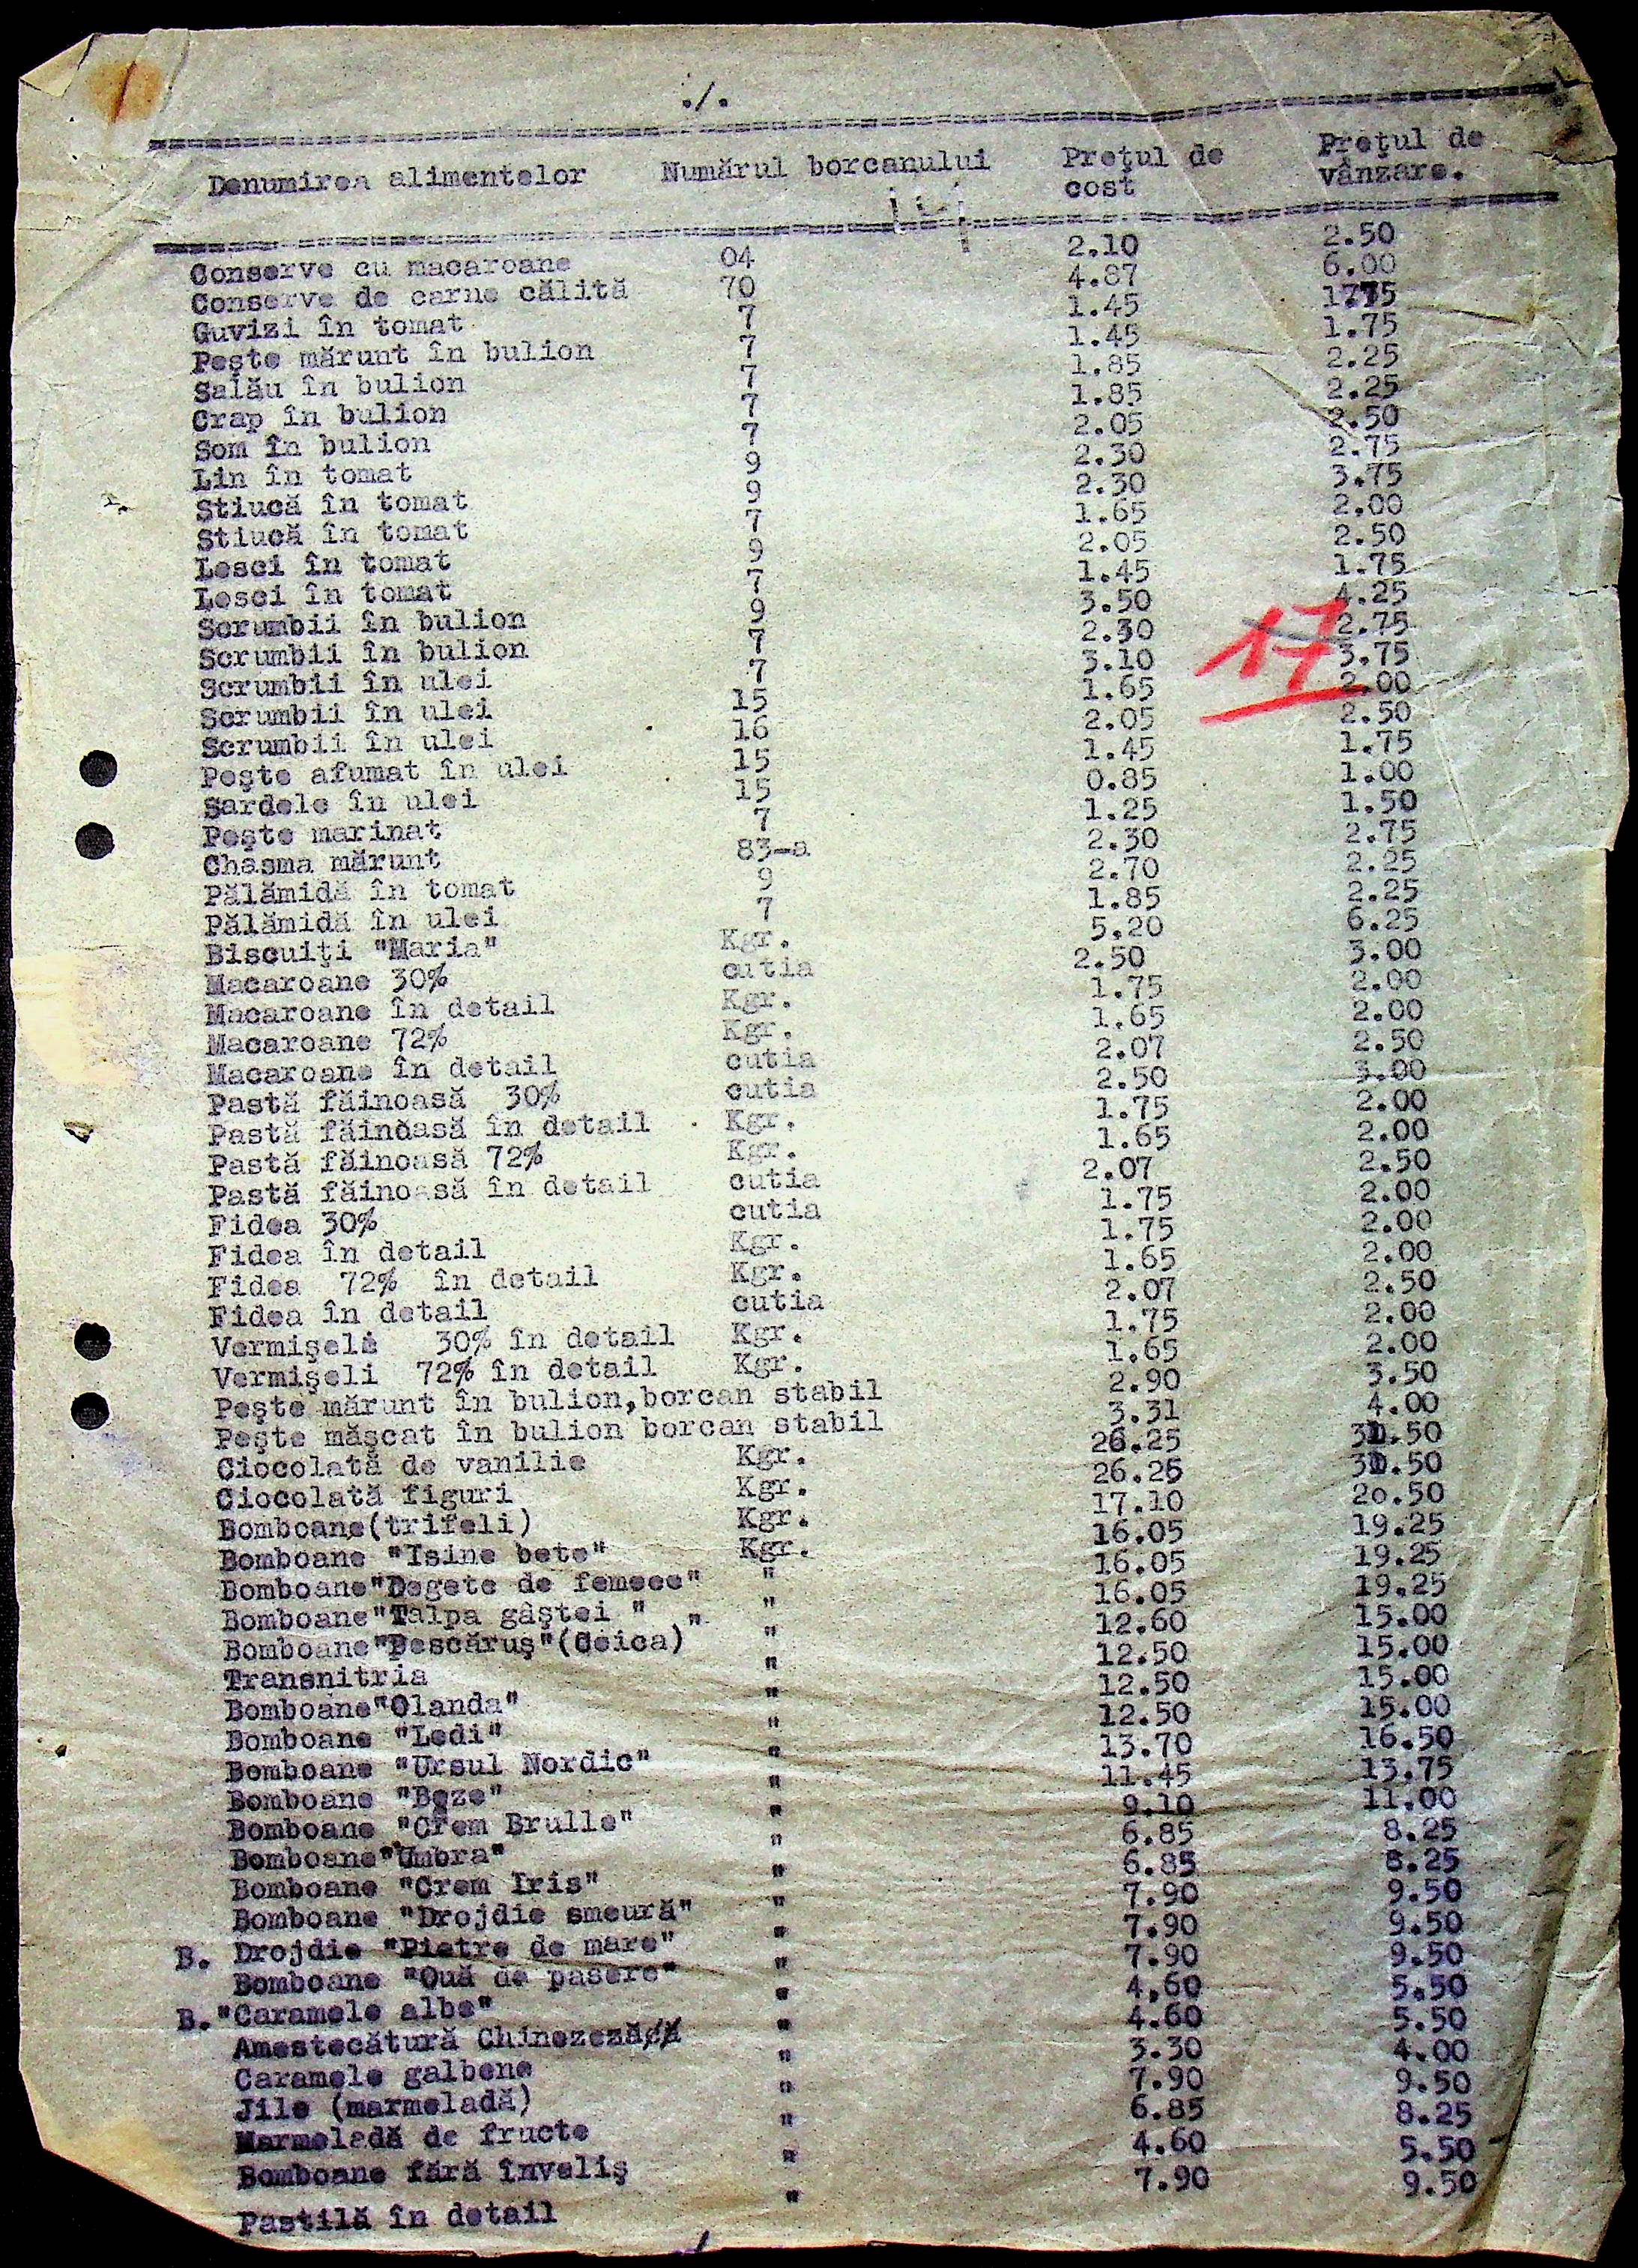 ./.
Denumirea alimentelor Numărul borcanului Preţul de cost Preţul de vânzare.
Conserve cu macaroane 04 2.10 2.50
Conserve de carne călită 70 4.87 6.00
Guvizi în tomat 7 1.45 1.75
Peşte mărunt în bulion 7 1.45 1.75
Salău în bulion 7 1.85 2.25
Crap în bulion 7 1.85 2.25
Som în bulion 7 2.05 2.50
Lin în tomat 9 2.30 2.75
Stiucă în tomat 9 2.30 3.75
Stiucă în tomat 7 1.65 2.00
Lesci în tomat 9 2.05 2.50
Lesci în tomat 7 1.45 1.75
Scrumbii în bulion 9 3.50 4.25
Scrumbii în bulion 7 2.30 2.75
17
Scrumbii în ulei 7 3.10 3.75
Scrumbii în ulei 15 1.65 2.00
Scrumbii în ulei 16 2.05 2.50
Peşte afumat în ulei 15 1.45 1.75
Sardele în ulei 15 0.85 1.00
Peşte marinat 7 1.25 1.50
Chasma mărunt 83-a 2.30 2.75
Pălămidă în tomat 9 2.70 2.25
Pălămidă în ulei 7 1.85 2.25
Biscuiţi "Maria" Kgr. 5.20 6.25
Macaroane 30% cutia 2.50 3.00
Macaroane în detail Kgr. 1.75 2.00
Macaroane 72% Kgr. 1.65 2.00
Macaroane în detail cutia 2.07 2.50
Pastă făinoasă 30% cutia 2.50 3.00
Pastă făinoasă în detail Kgr. 1.75 2.00
Pastă făinoasă 72% Kgr. 1.65 2.00
Pastă făinoasă în detail cutia 2.07 2.50
Fidea 30% cutia 1.75 2.00
Fidea în detail Kgr. 1.75 2.00
Fidea 72% în detail Kgr. 1.65 2.00
Fidea în detail cutia 2.07 2.50
Vermişele 30% în detail Kgr. 1.75 2.00
Vermişeli 72% în detail Kgr. 1.65 2.00
Peşte mărunt în bulion,borcan stabil 2.90 3.50
Peşte măşcat în bulion borcan stabil 3.31 4.00
Ciocolată de vanilie Kgr. 26.25 31.50
Ciocolată figuri Kgr. 26.25 31.50
Bomboane(trifeli) Kgr. 17.10 20.50
Bomboane "Isine bete" Kgr. 16.05 19.25
Bomboane"Degete de femeee" " 16.05 19.25
Bomboane"Talpa gâştei " " 16.05 19.25
Bomboane"Pescăruş"(Ceica)" " 12.60 15.00
Transnitria " 12.50 15.00
Bomboane"Olanda" " 12.50 15.00
Bomboane "Ledi" " 12.50 15.00
Bomboane "Ursul Nordic" " 13.70 16.50
Bomboane "Beze" " 11.45 13.75
Bomboane "Crem Brulle" " 9.10 11.00
Bomboane"Umbra" " 6.85 8.25
Bomboane "Crem Iris" " 6.85 8.25
Bomboane "Drojdie smeură" " 7.90 9.50
B. Drojdie "Pietre de mare" " 7.90 9.50
Bomboane "Ouă de pasere" " 7.90 9.50
B."Caramele albe" " 4.60 5.50
Amestecătură Chinezeză " 4.60 5.50
Caramele galbene " 3.30 4.00
Jile (marmeladă) " 7.90 9.50
Marmeladă de fructe " 6.85 8.25
Bomboane fără înveliş " 4.60 5.50
Pastilă în detail " 7.90 9.50